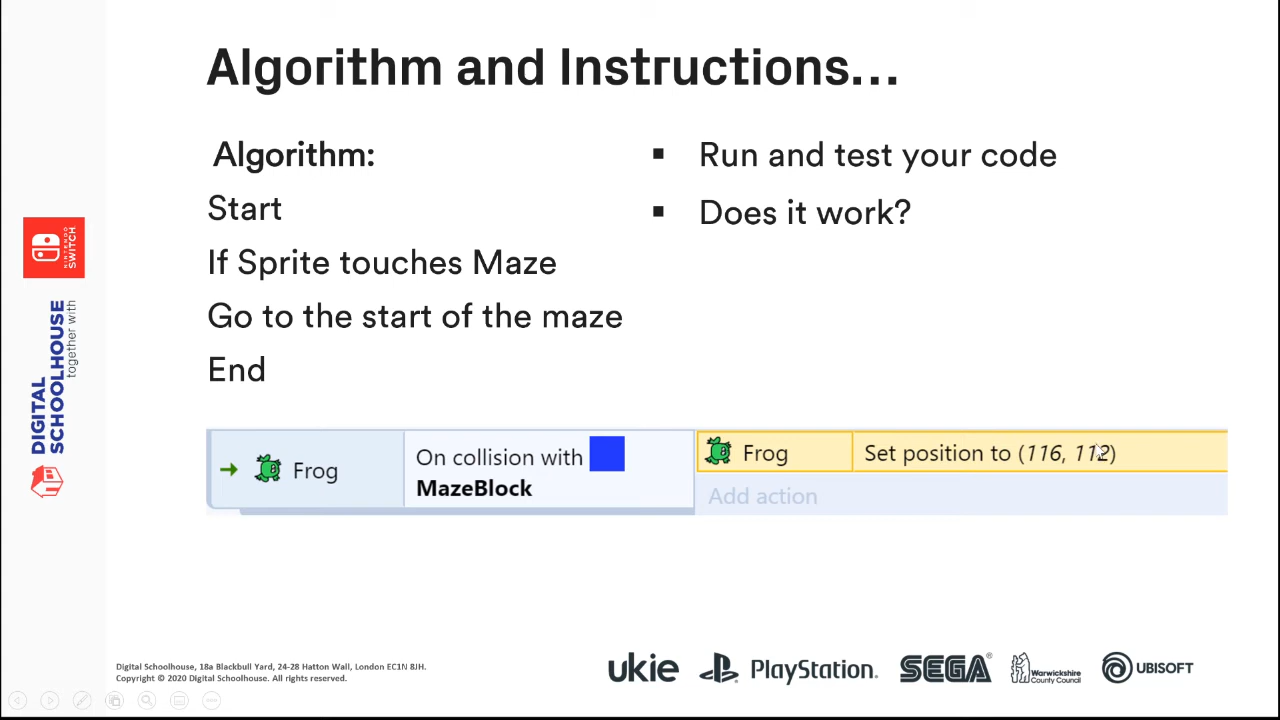 Algorithm and Instructions...
Algorithm:
Start
If Sprite touches Maze
Go to the start of the maze
End
▪ Run and test your code
▪ Does it work?
NINTENDO
SWITCH
DIGITAL
SCHOOLHOUSE
together with
Frog
On collision with
MazeBlock
Frog
Set position to (116, 112)
Add action
Digital Schoolhouse, 18a Blackbull Yard, 24-28 Hatton Wall, London EC1N 8JH.
Copyright © 2020 Digital Schoolhouse. All rights reserved.
ukie
PlayStation®
SEGA®
Warwickshire
County Council
UBISOFT